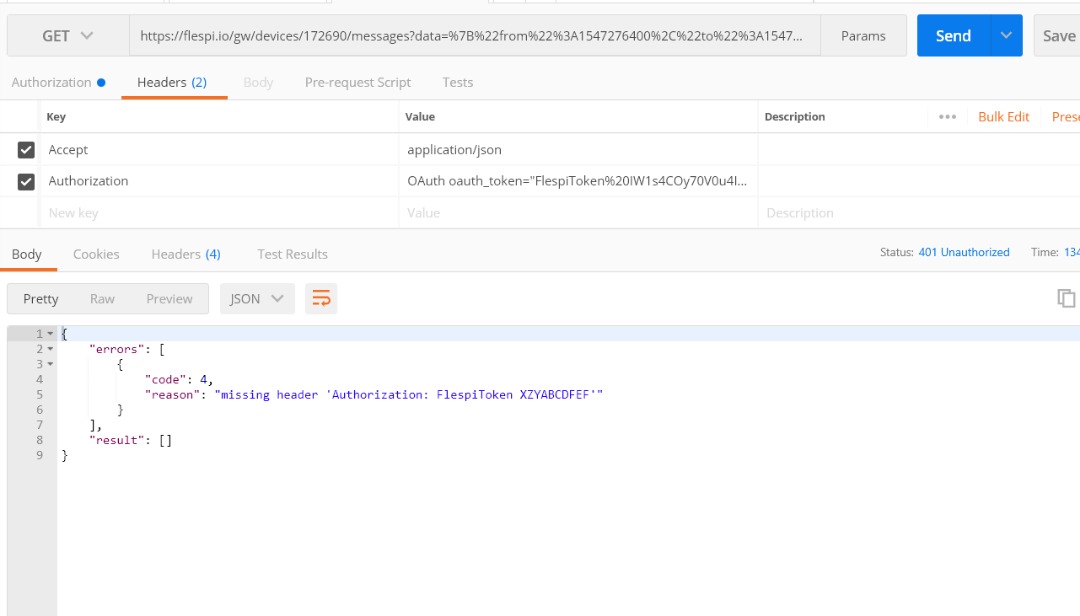 GET https://flespi.io/gw/devices/172690/messages?data=%7B%22from%22%3A1547276400%2C%22to%22%3A1547... Params Send Save
Authorization Headers (2) Body Pre-request Script Tests
Key Value Description ••• Bulk Edit Prese
Accept application/json
Authorization OAuth oauth_token="FlespiToken%20IW1s4COy70V0u4I...
New key Value Description
Body Cookies Headers (4) Test Results Status: 401 Unauthorized Time: 134
Pretty Raw Preview JSON
1 {
2 "errors": [
3 {
4 "code": 4,
5 "reason": "missing header 'Authorization: FlespiToken XZYABCDFEF'"
6 }
7 ],
8 "result": []
9 }